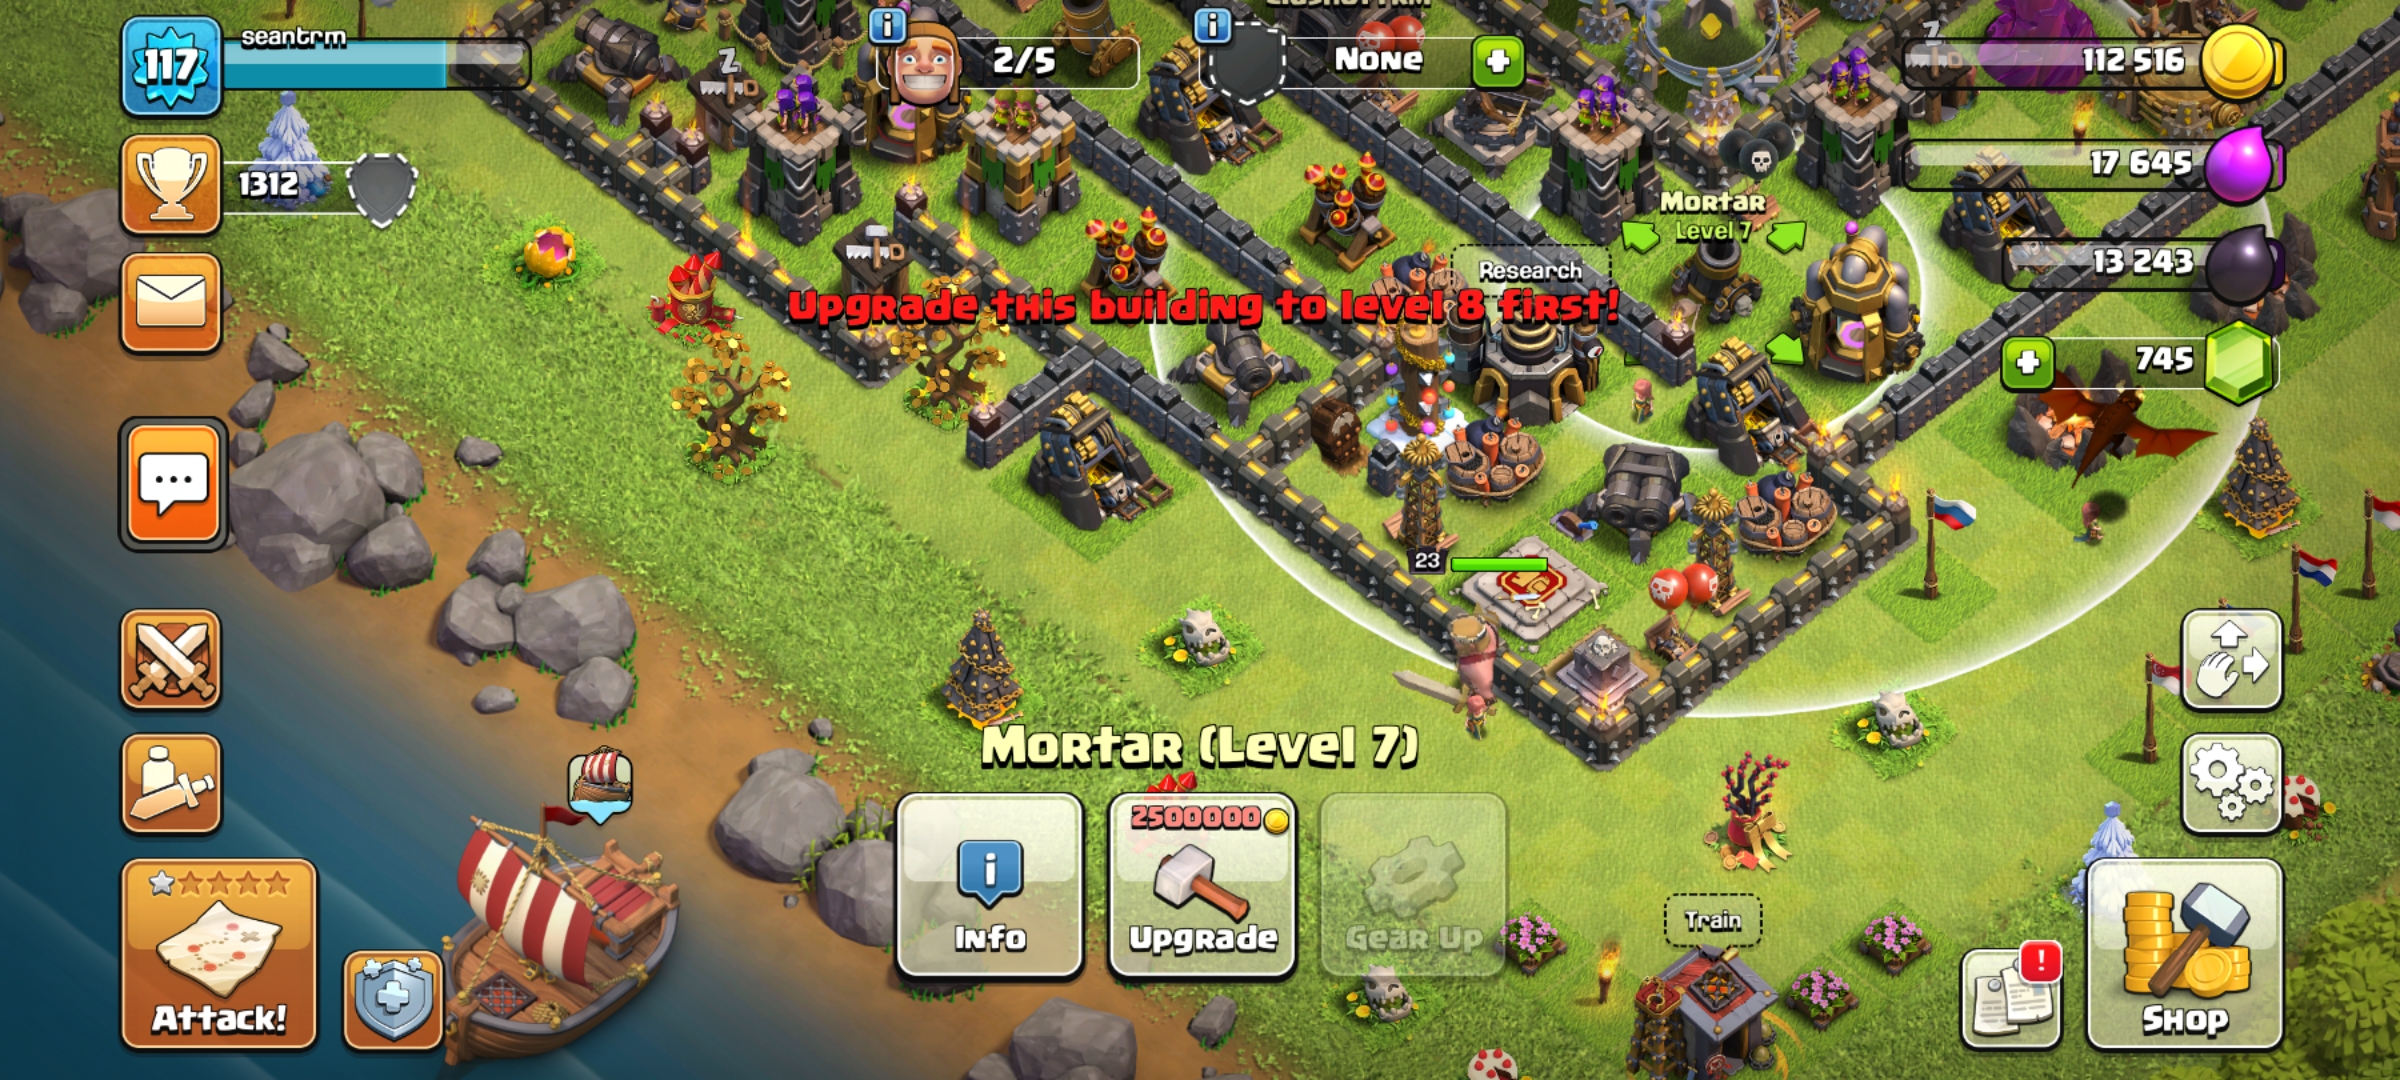 117
seantrm
2/5
None
112 516
1312
17 645
Mortar
Level 7
13 243
Research
Upgrade this building to level 8 first!
745
23
Mortar (Level 7)
2500000
Info
Upgrade
Gear Up
Train
!
Attack!
Shop